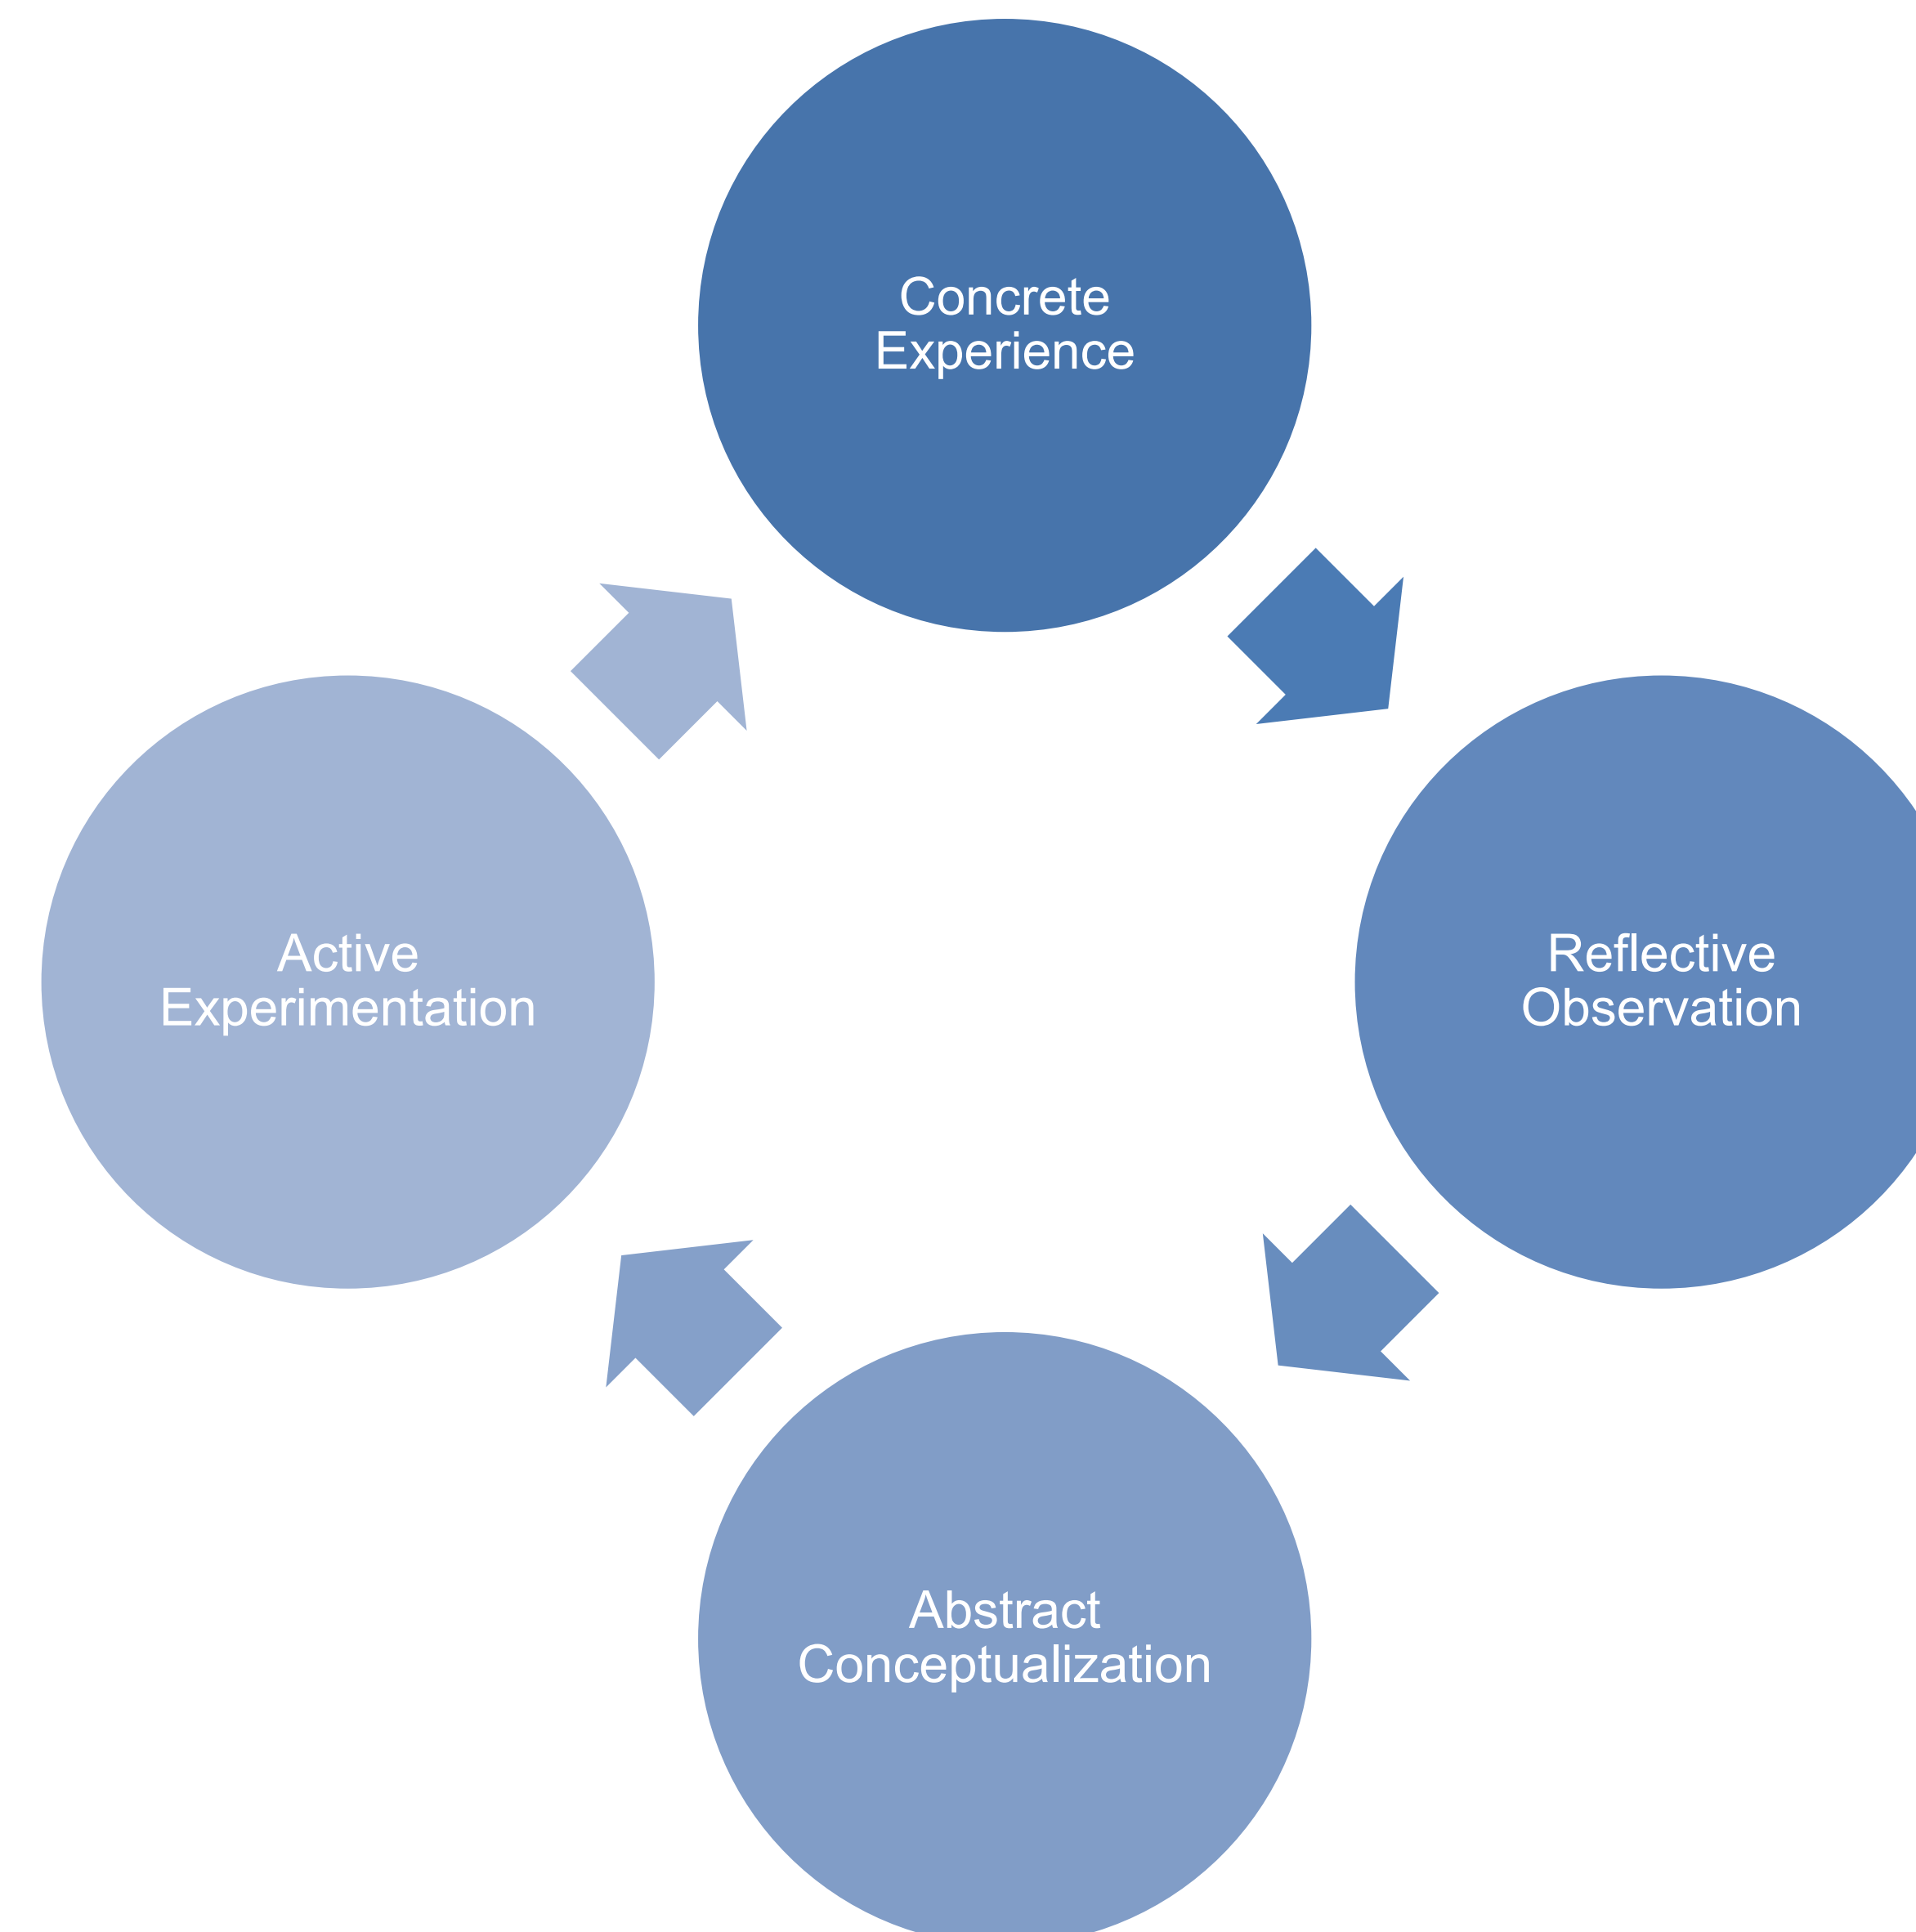 Concrete
Experience
Active
Experimentation
Reflective
Observation
Abstract
Conceptualization